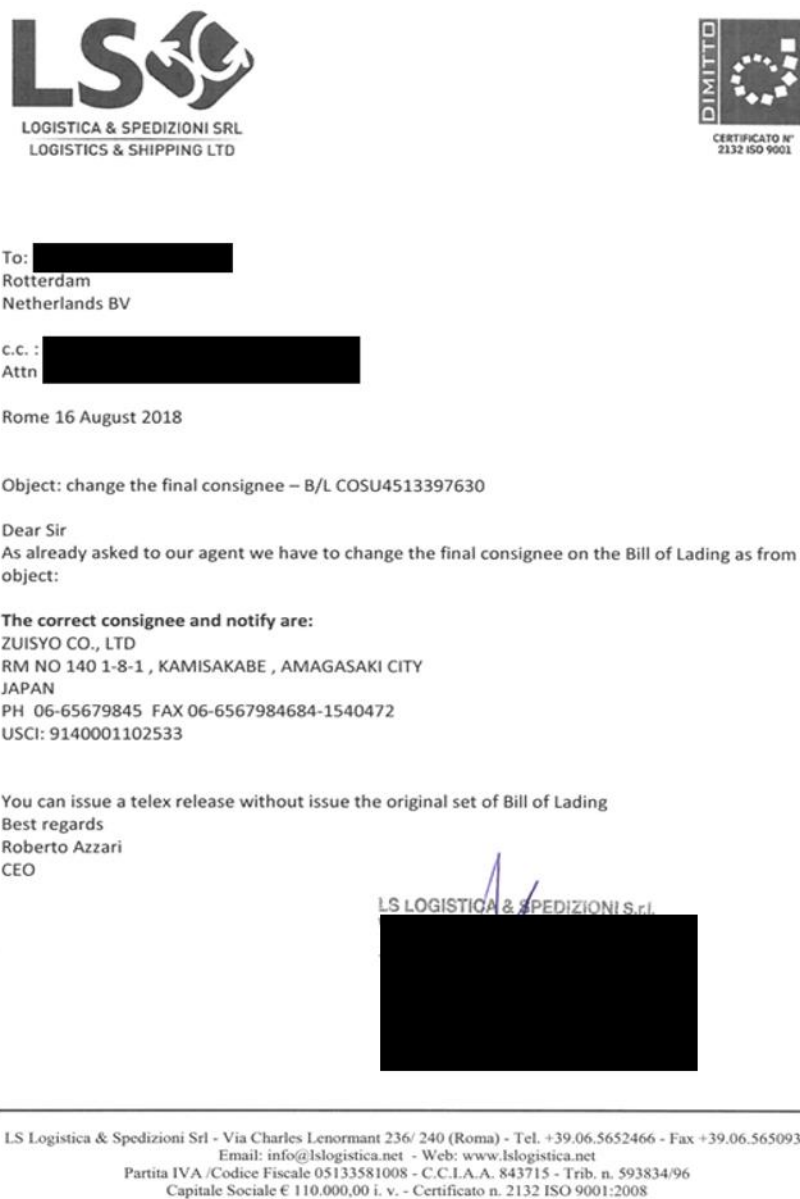 LS
LOGISTICA & SPEDIZIONI SRL
LOGISTICS & SHIPPING LTD
DIMITTO
CERTIFICATO N°
2132 ISO 9001
To:
Rotterdam
Netherlands BV
c.c. :
Attn
Rome 16 August 2018
Object: change the final consignee – B/L COSU4513397630
Dear Sir
As already asked to our agent we have to change the final consignee on the Bill of Lading as from
object:
The correct consignee and notify are:
ZUISYO CO., LTD
RM NO 140 1-8-1 , KAMISAKABE , AMAGASAKI CITY
JAPAN
PH 06-65679845 FAX 06-6567984684-1540472
USCI: 9140001102533
You can issue a telex release without issue the original set of Bill of Lading
Best regards
Roberto Azzari
CEO
LS LOGISTICA & SPEDIZIONI S.r.l.
LS Logistica & Spedizioni Srl - Via Charles Lenormant 236/ 240 (Roma) - Tel. +39.06.5652466 - Fax +39.06.565093
Email: info@lslogistica.net - Web: www.lslogistica.net
Partita IVA /Codice Fiscale 05133581008 - C.C.I.A.A. 843715 - Trib. n. 593834/96
Capitale Sociale € 110.000,00 i. v. - Certificato n. 2132 ISO 9001:2008